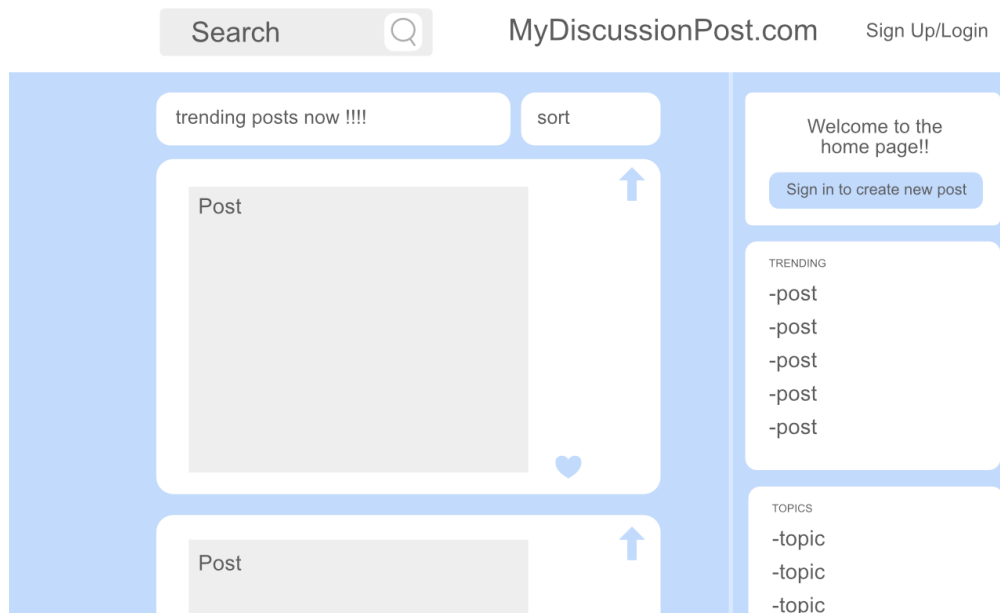 Search
MyDiscussionPost.com
Sign Up/Login
trending posts now !!!!
sort
Post
Post
Welcome to the
home page!!
Sign in to create new post
TRENDING
-post
-post
-post
-post
-post
TOPICS
-topic
-topic
-topic